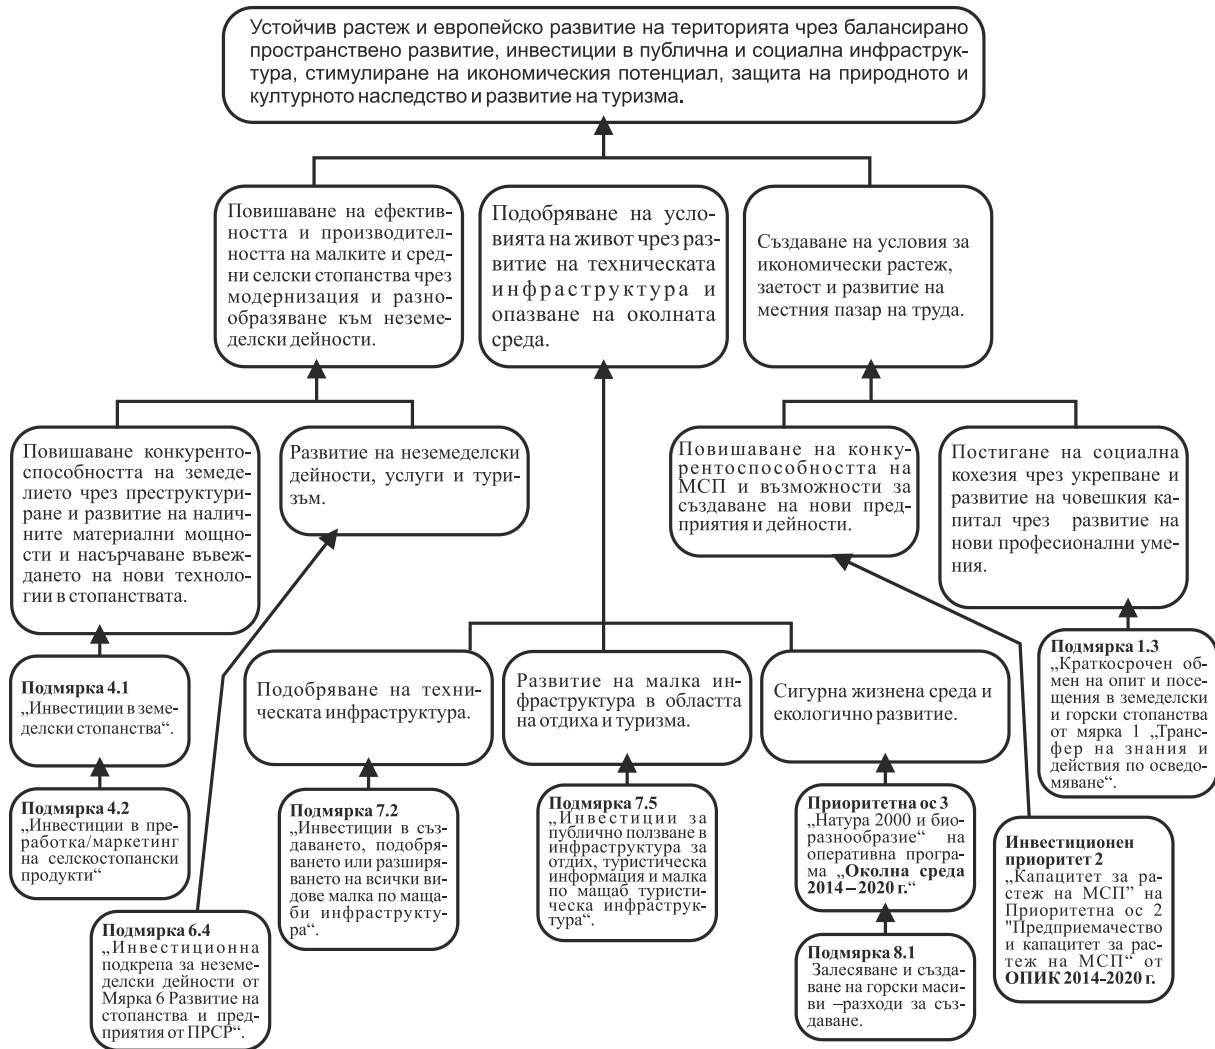 Устойчив растеж и европейско развитие на територията чрез балансирано
пространствено развитие, инвестиции в публична и социална инфраструк-
тура, стимулиране на икономическия потенциал, защита на природното и
културното наследство и развитие на туризма.
Повишаване на ефектив-
ността и производител-
ността на малките и сред-
ни селски стопанства чрез
модернизация и разно-
образяване към неземе-
делски дейности.
Подобряване на усло-
вията на живот чрез раз-
витие на техническата
инфраструктура и
опазване на околната
среда.
Създаване на условия за
икономически растеж,
заетост и развитие на
местния пазар на труда.
Повишаване конкуренто-
способността на земеде-
лието чрез преструктури-
ране и развитие на налич-
ните материални мощнос-
ти и насърчаване въвеж-
дането на нови техноло-
гии в стопанствата.
Развитие на неземеделски
дейности, услуги и тури-
зъм.
Повишаване на конку-
рентоспособността на
МСП и възможности за
създаване на нови пред-
приятия и дейности.
Постигане на социална
кохезия чрез укрепване и
развитие на човешкия ка-
питал чрез развитие на
нови професионални уме-
ния.
Подмярка 4.1
„Инвестиции вземе-
делски стопанства“.
Подобряване на техни-
ческата инфраструктура.
Развитие на малка ин-
фраструктура в областта
на отдиха и туризма.
Сигурна жизнена среда и
екологично развитие.
Подмярка 1.3
„Краткосрочен об-
мен на опит и посе-
щения в земеделски
и горски стопанства
от мярка 1 „Транс-
фер на знания и
действия по осведо-
мяване“.
Подмярка 4.2
„Инвестиции в пре-
работка/маркетинг
на селскостопански
продукти“
Подмярка 7.2
„Инвестиции в съз-
даването, подобря-
ването или разширя-
ването на всички ви-
дове малка по маща-
би инфраструкту-
ра“.
Подмярка 7.5
„Инвестиции за
публично ползване в
инфраструктура за
отдих, туристическа
информация и малка
по мащаб туристи-
ческа инфраструк-
тура“.
Приоритетна ос 3
„Натура 2000 и био-
разнообразие“ на
оперативна програ-
ма „Околна среда
2014–2020 г.“
Инвестиционен
приоритет 2
„Капацитет за рас-
теж на МСП” на
Приоритетна ос 2
"Предприемачество
и капацитет за рас-
теж на МСП“ от
ОПИК 2014-2020 г.
Подмярка 6.4
„Инвестиционна
подкрепа за неземе-
делски дейности от
Мярка 6 Развитие на
стопанства и пред-
приятия от ПРСР“.
Подмярка 8.1
Залесяване и създа-
ване на горски маси-
ви –разходи за съз-
даване.